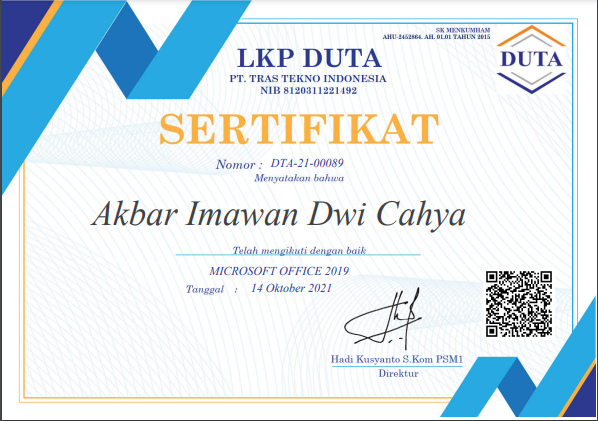 SK MENKUMHAM
AHU-2452864. AH. 01.01 TAHUN 2015
LKP DUTA
PT. TRAS TEKNO INDONESIA
NIB 8120311221492
DUTA
SERTIFIKAT
Nomor : DTA-21-00089
Menyatakan bahwa
Akbar Imawan Dwi Cahya
Telah mengikuti dengan baik
MICROSOFT OFFICE 2019
Tanggal : 14 Oktober 2021
Hadi Kusyanto S.Kom PSM1
Direktur